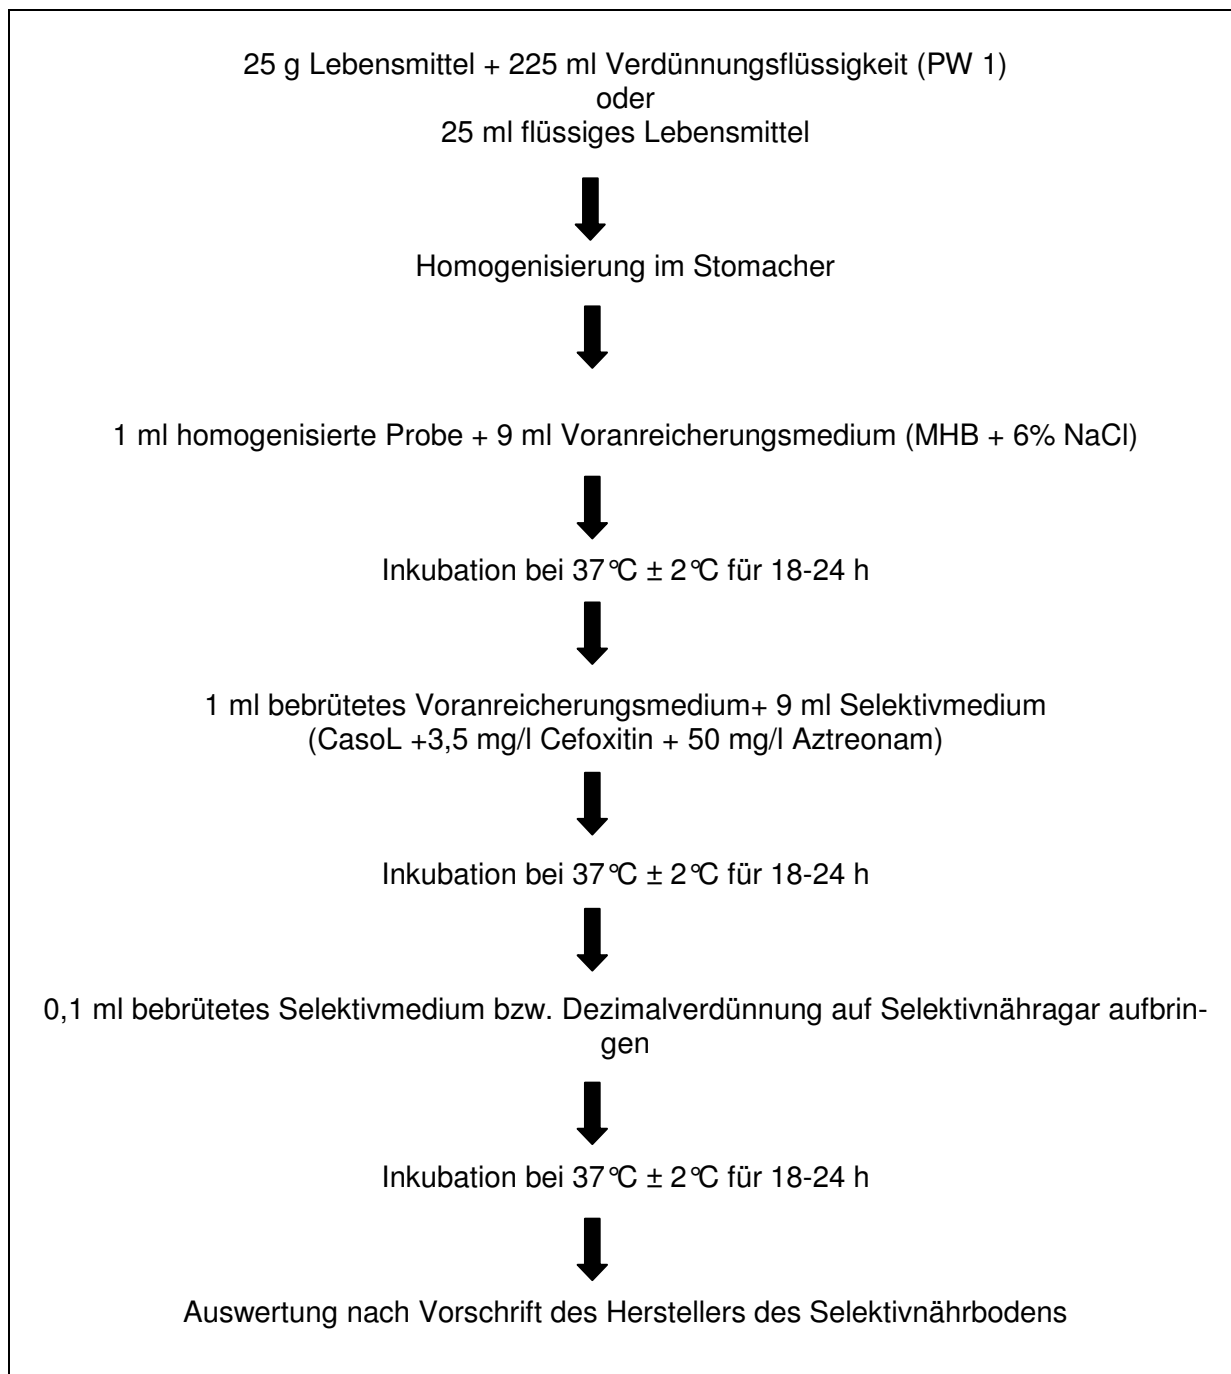 25 g Lebensmittel + 225 ml Verdünnungsflüssigkeit (PW 1)
oder
25 ml flüssiges Lebensmittel
Homogenisierung im Stomacher
1 ml homogenisierte Probe + 9 ml Voranreicherungsmedium (MHB + 6% NaCl)
Inkubation bei 37°C ± 2°C für 18-24 h
1 ml bebrütetes Voranreicherungsmedium+ 9 ml Selektivmedium
(CasoL +3,5 mg/l Cefoxitin + 50 mg/l Aztreonam)
Inkubation bei 37°C ± 2°C für 18-24 h
0,1 ml bebrütetes Selektivmedium bzw. Dezimalverdünnung auf Selektivnähragar aufbrin-
gen
Inkubation bei 37°C ± 2°C für 18-24 h
Auswertung nach Vorschrift des Herstellers des Selektivnährbodens